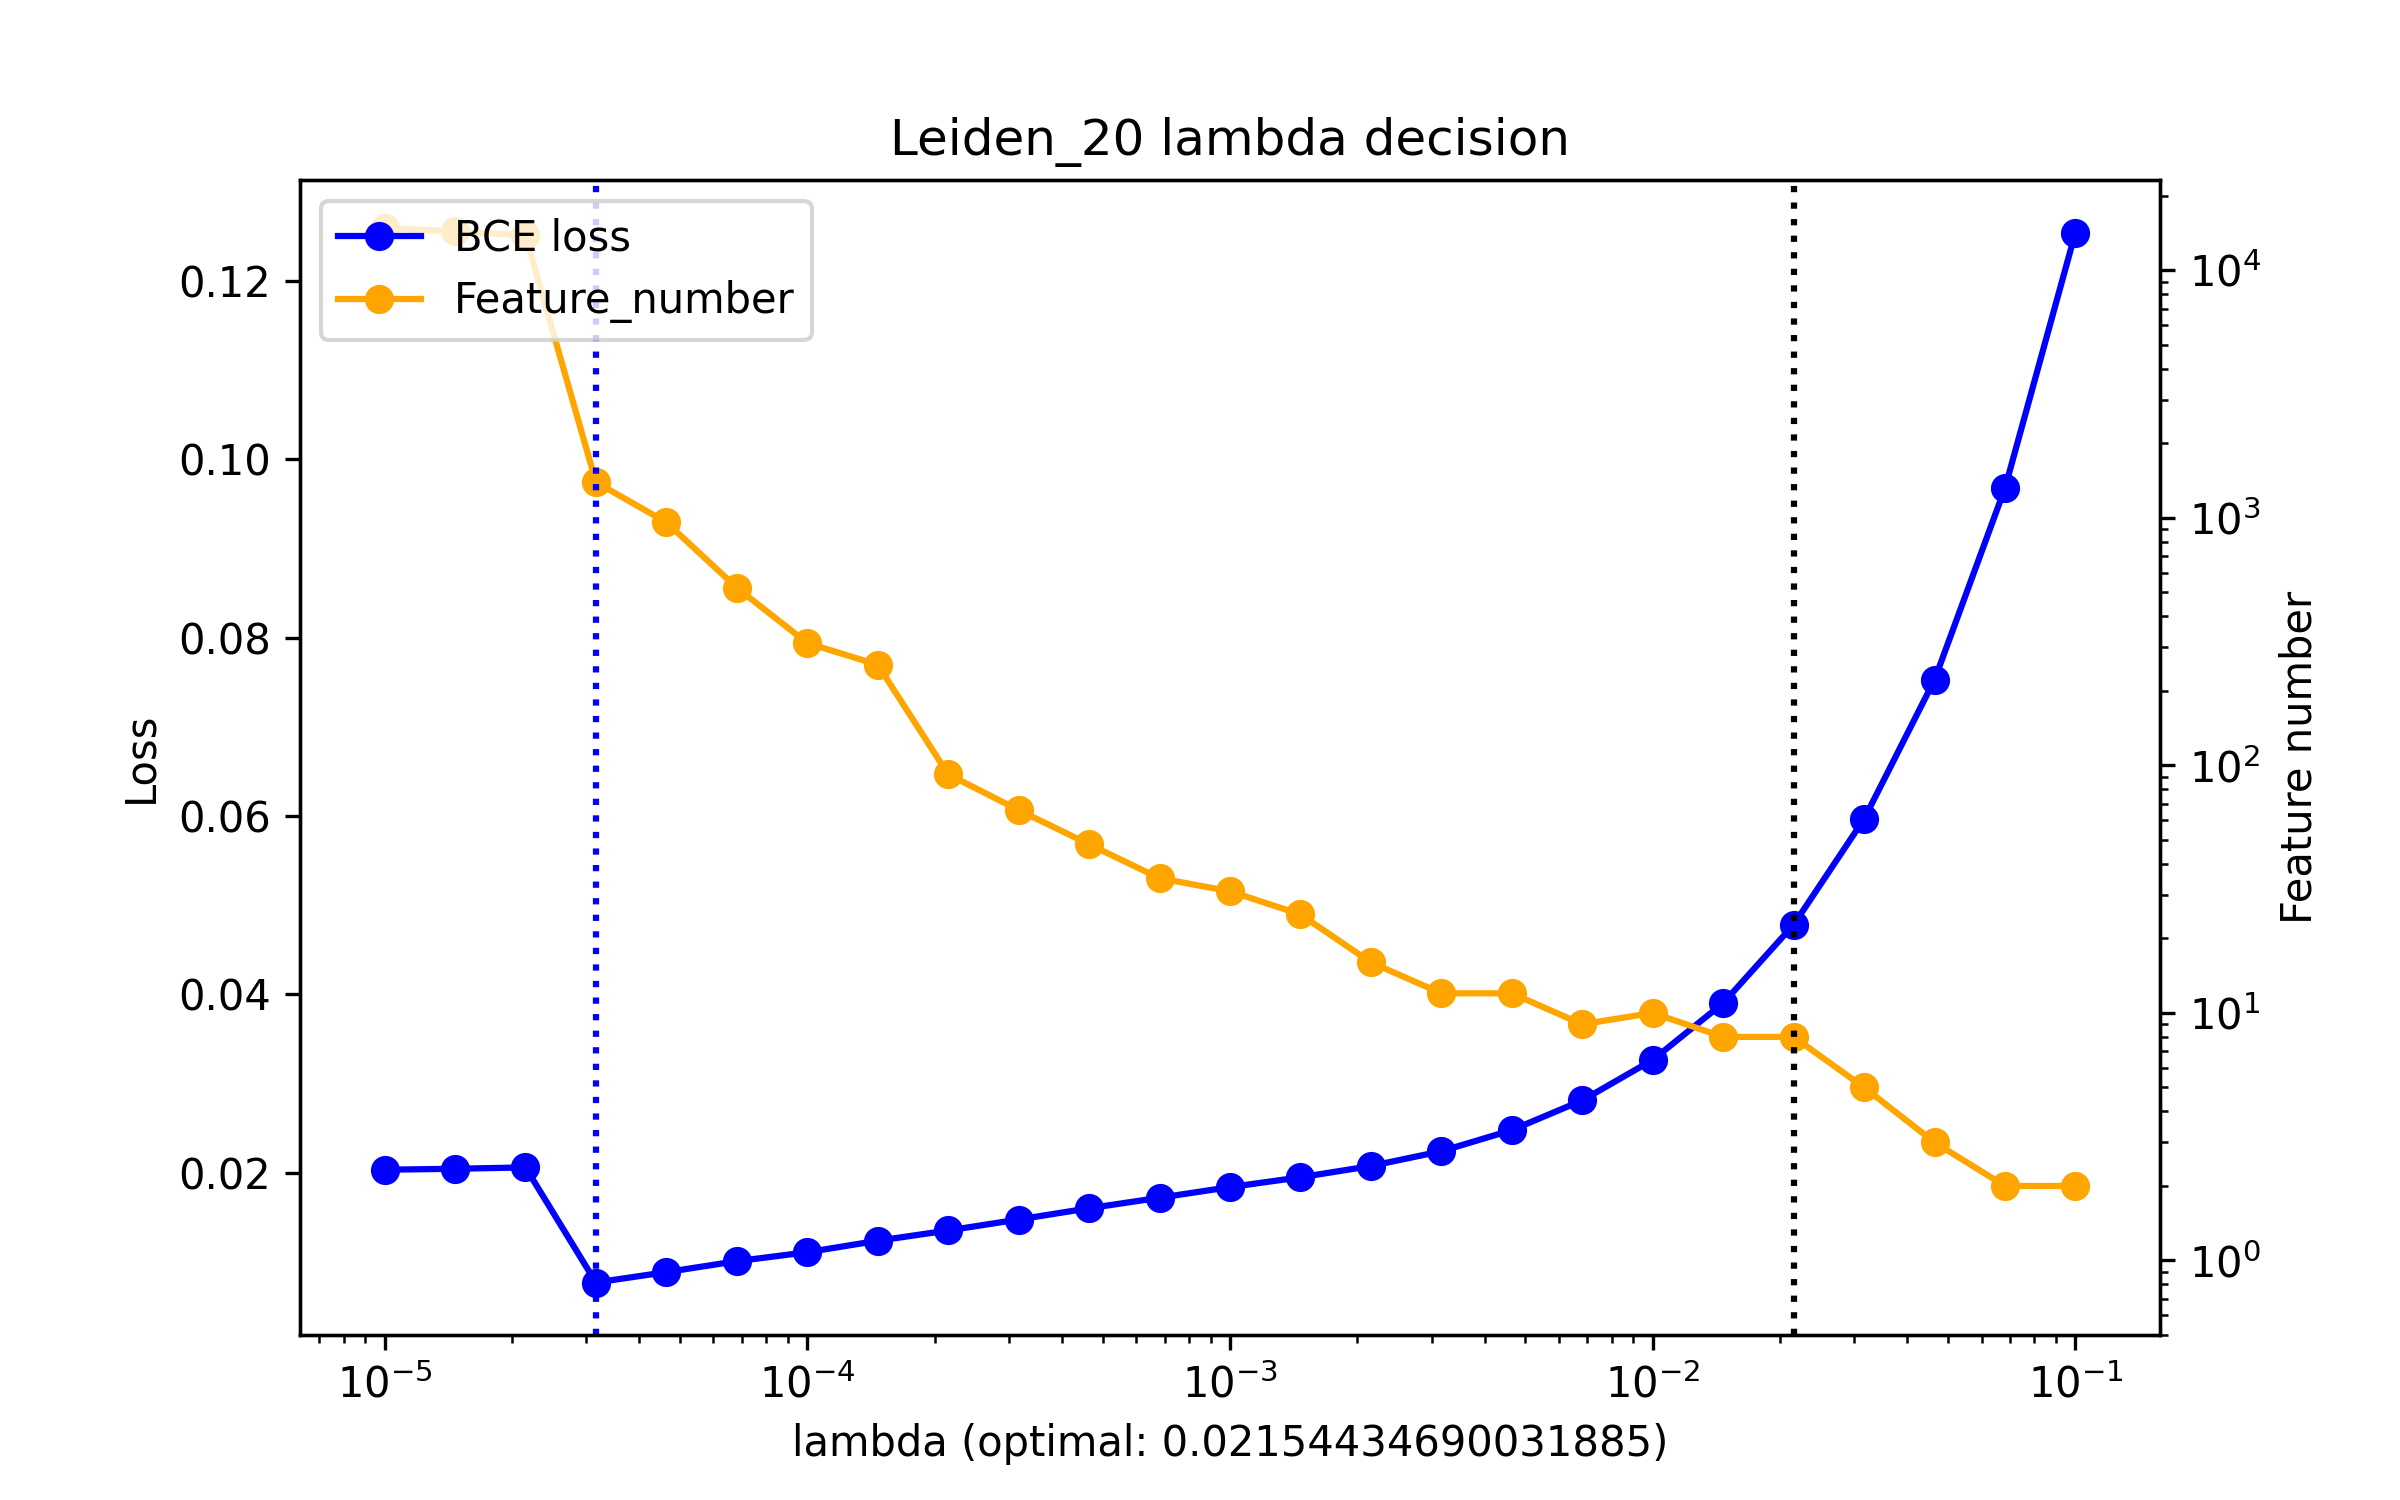 Leiden_20 lambda decision
BCE loss
Feature_number
0.12
0.10
0.08
0.06
0.04
0.02
Loss
10⁴
10³
10²
10¹
10⁰
Feature number
10⁻⁵ 10⁻⁴ 10⁻³ 10⁻² 10⁻¹
lambda (optimal: 0.02154434690031885)